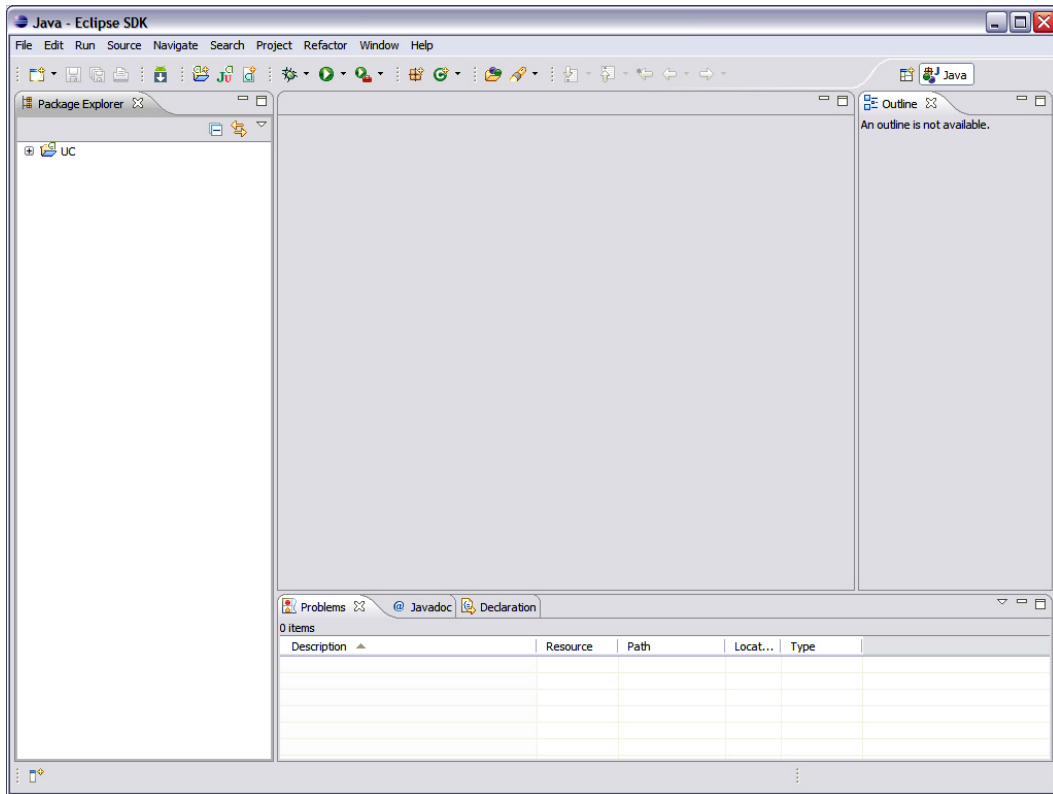 Java - Eclipse SDK
File Edit Run Source Navigate Search Project Refactor Window Help
Java
Package Explorer
Outline
An outline is not available.
UC
Problems @ Javadoc Declaration
0 items
Description Resource Path Locat... Type